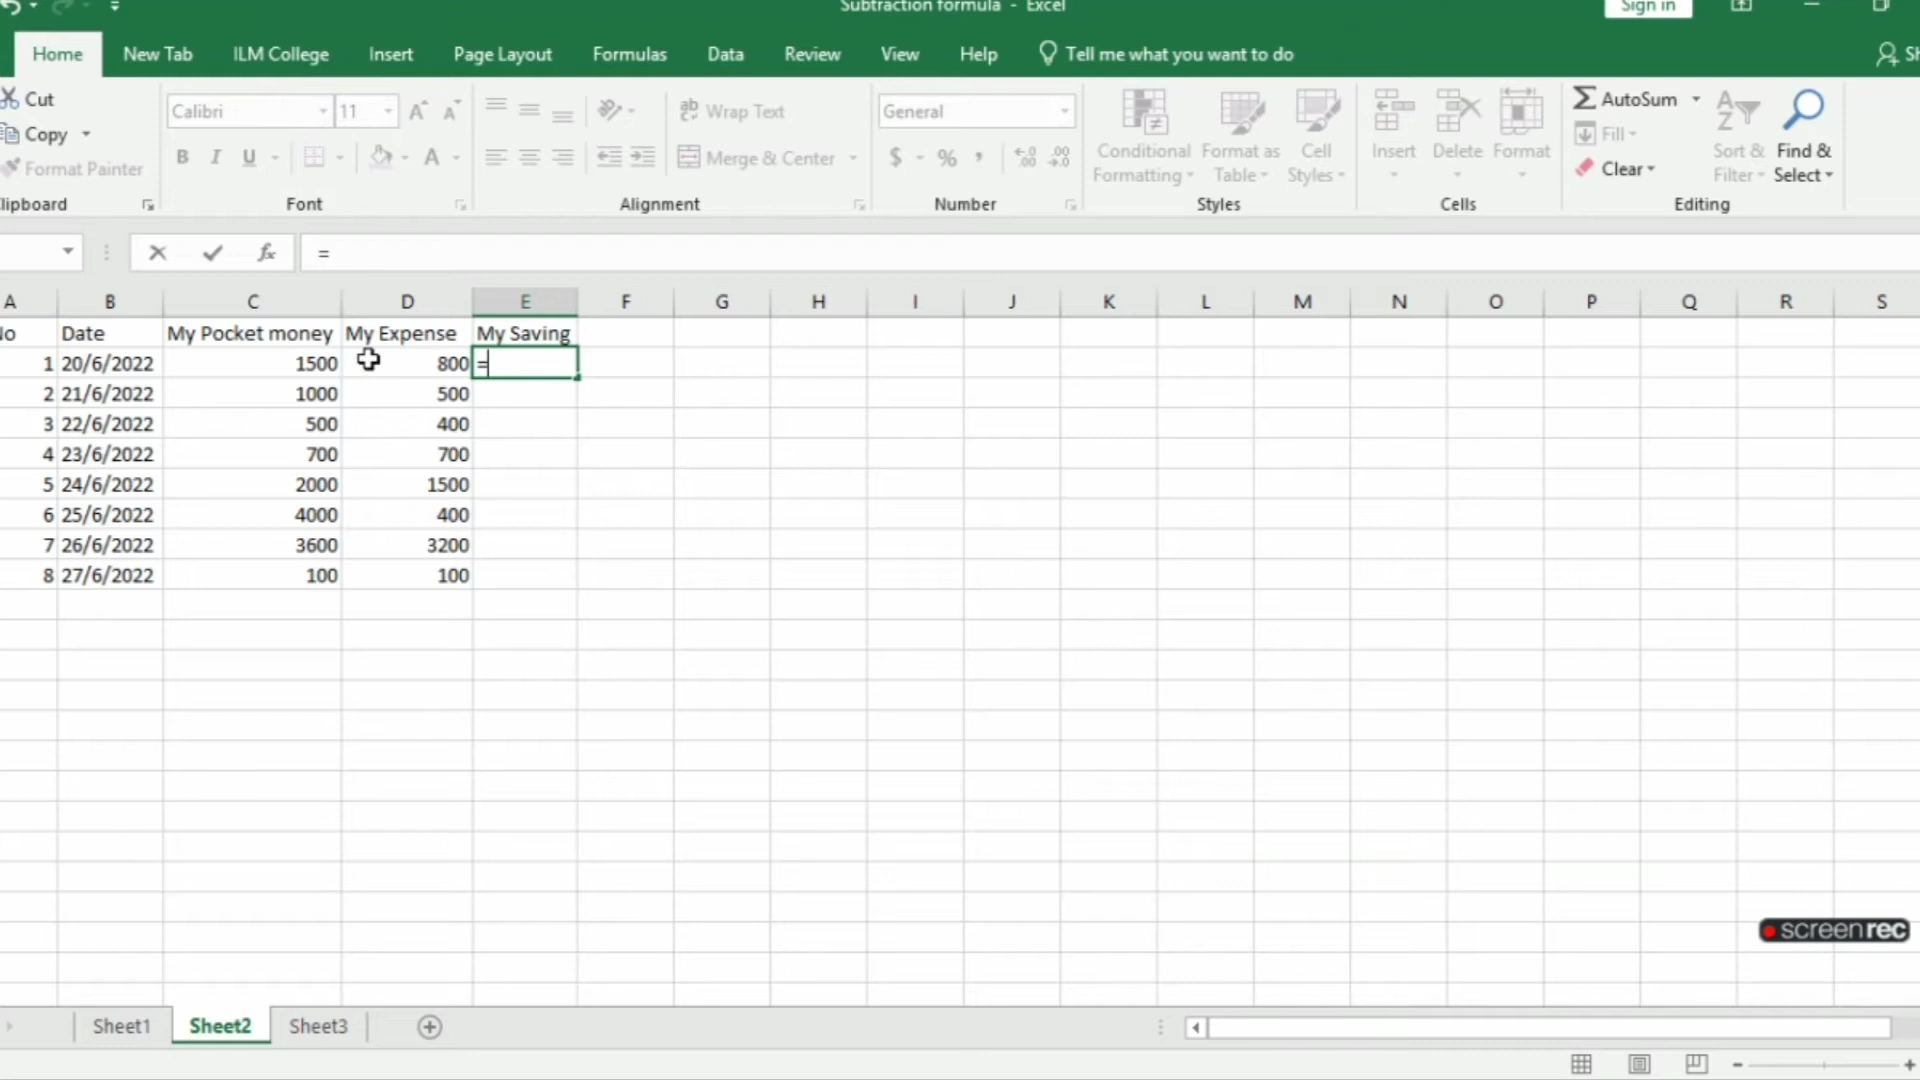 Subtraction formula - Excel
Sign in
Home New Tab ILM College Insert Page Layout Formulas Data Review View Help Tell me what you want to do
Cut
Copy
Format Painter
Calibri 11
B I U A
ab Wrap Text
Merge & Center
General
$ % ,
Conditional Formatting
Format as Table
Cell Styles
Insert Delete Format
AutoSum
Fill
Clear
Sort & Filter
Find & Select
Font Alignment Number Styles Cells Editing
fx =
A B C D E F G H I J K L M N O P Q R S
Date My Pocket money My Expense My Saving
1 20/6/2022 1500 800 =
2 21/6/2022 1000 500
3 22/6/2022 500 400
4 23/6/2022 700 700
5 24/6/2022 2000 1500
6 25/6/2022 4000 400
7 26/6/2022 3600 3200
8 27/6/2022 100 100
screenrec
Sheet1 Sheet2 Sheet3